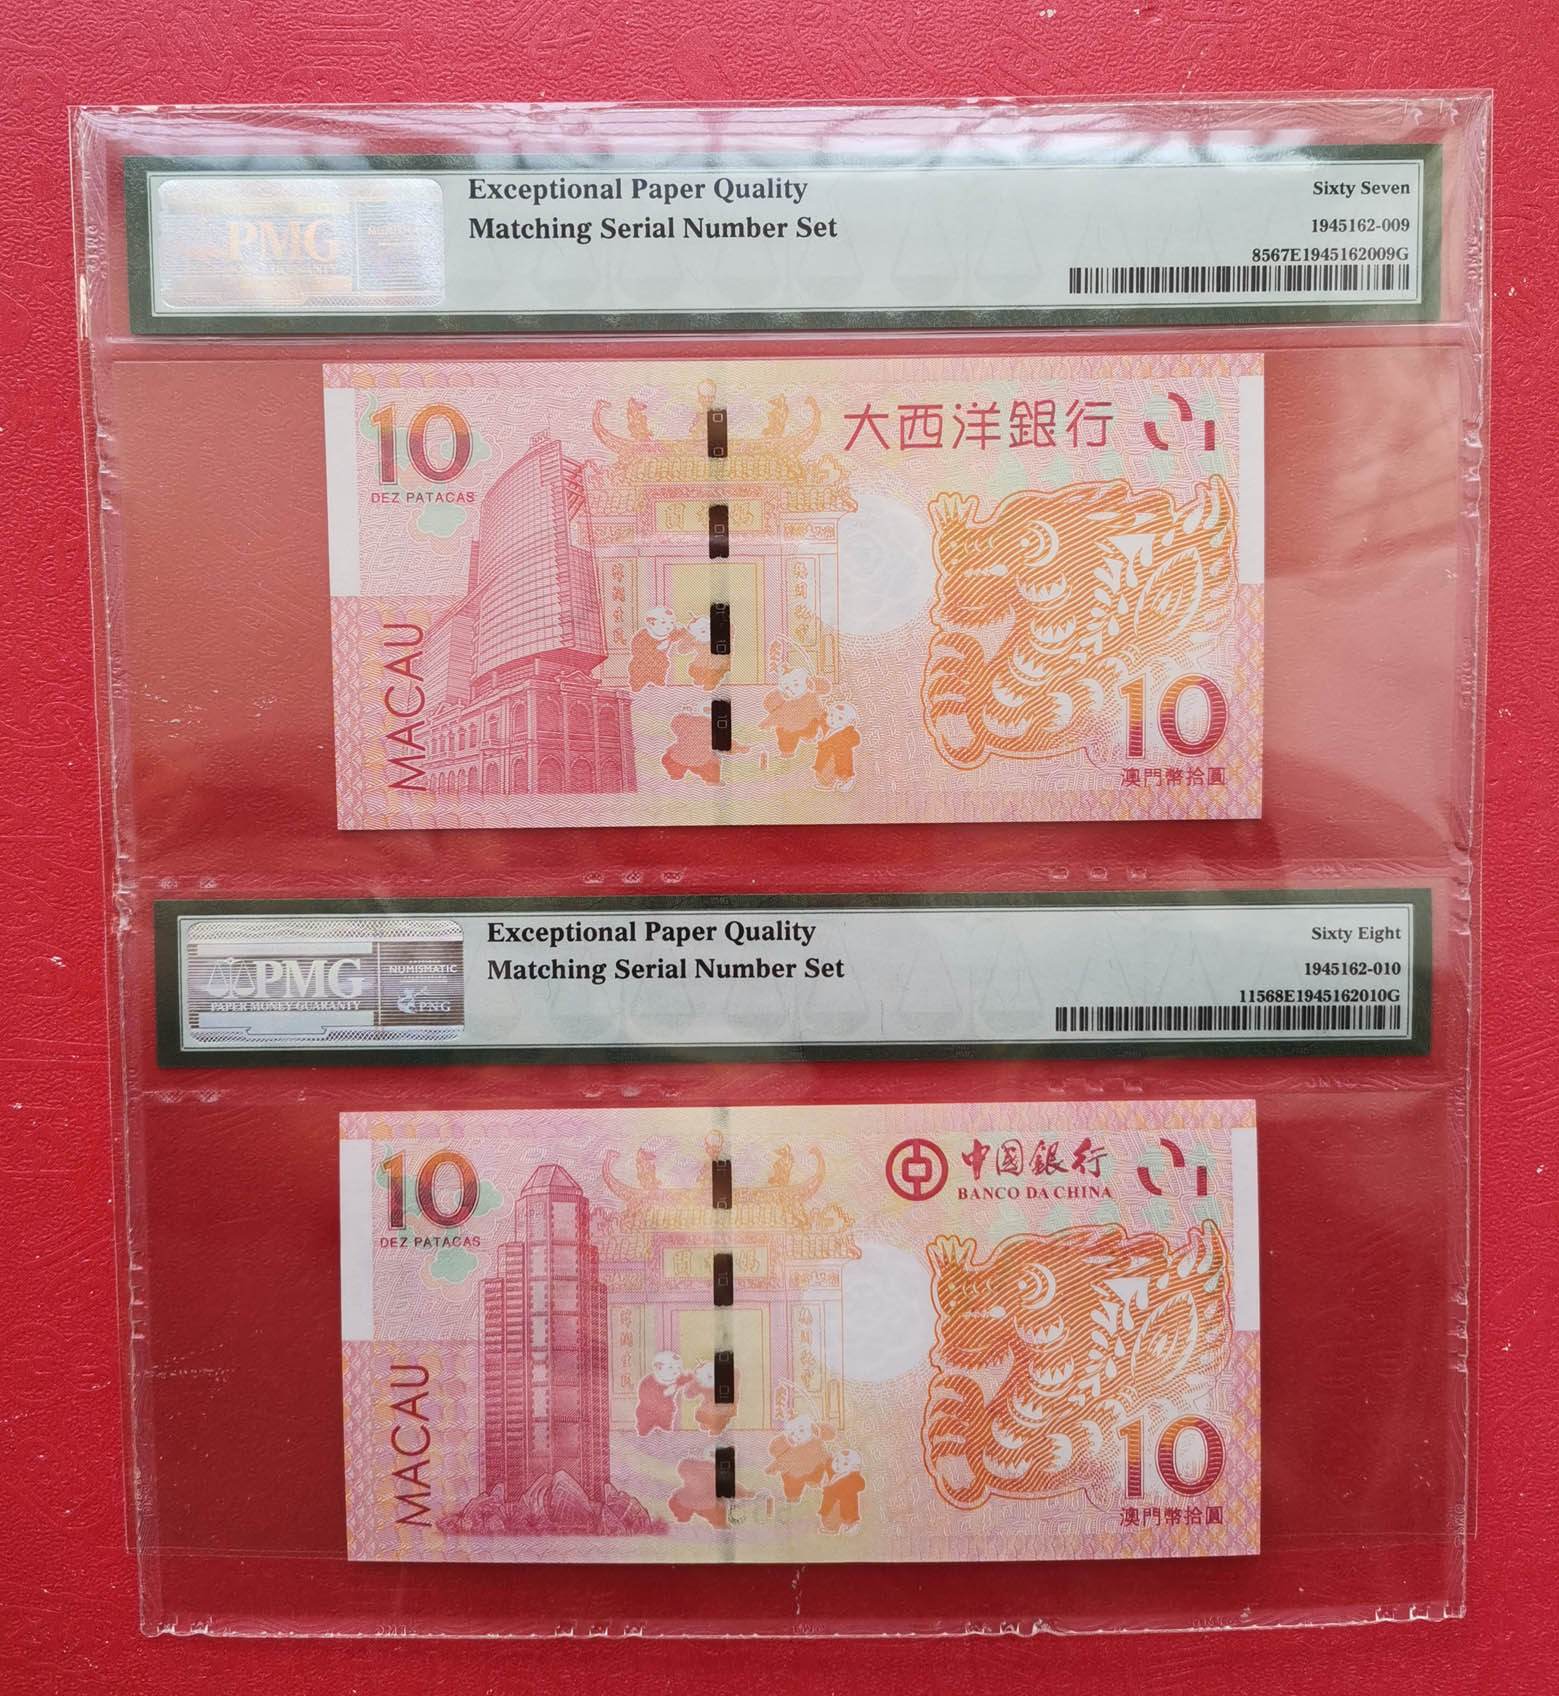 PMG
Exceptional Paper Quality
Matching Serial Number Set
Sixty Seven
1945162-009
8567E1945162009G
10
DEZ PATACAS
大西洋銀行
MACAU
10
澳門幣拾圓
PMG
PAPER MONEY GUARANTY
NUMISMATIC
PNG
Exceptional Paper Quality
Matching Serial Number Set
Sixty Eight
1945162-010
11568E1945162010G
10
DEZ PATACAS
中國銀行
BANCO DA CHINA
MACAU
10
澳門幣拾圓